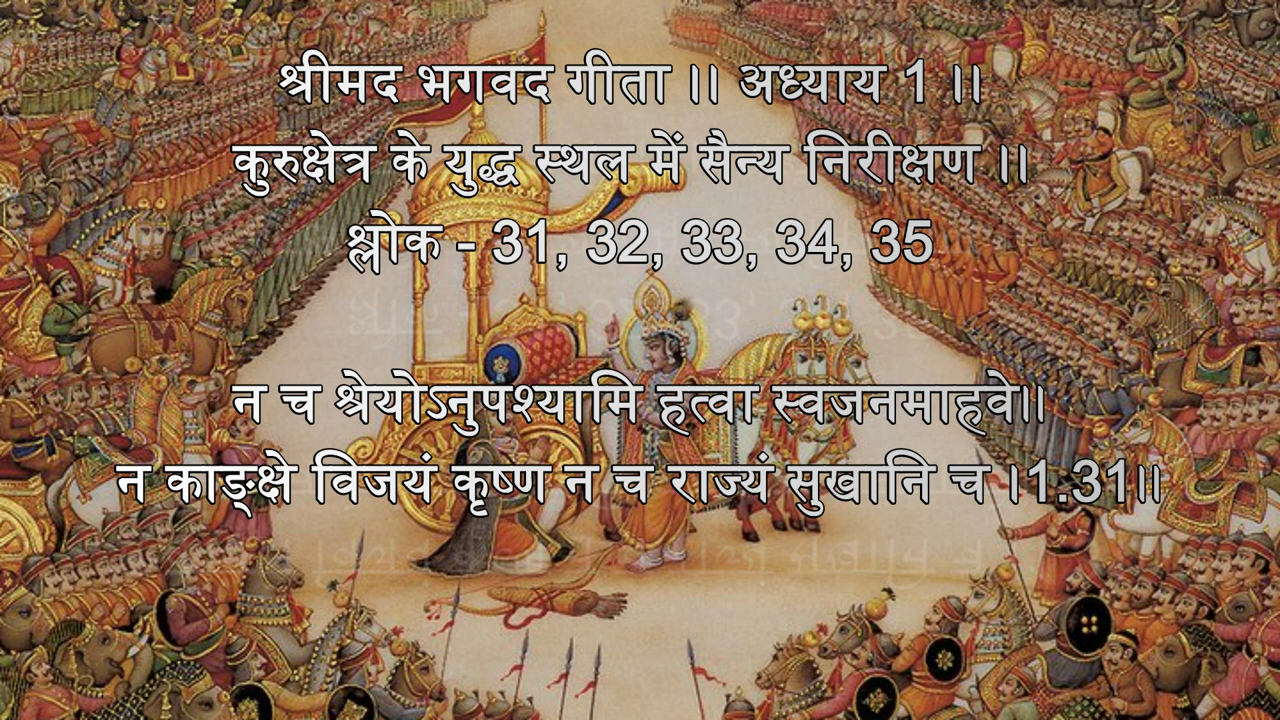 श्रीमद भगवद गीता ।। अध्याय 1 ।।
कुरुक्षेत्र के युद्ध स्थल में सैन्य निरीक्षण ।।
श्लोक - 31, 32, 33, 34, 35
न च श्रेयोऽनुपश्यामि हत्वा स्वजनमाहवे॥
न काङ्क्षे विजयं कृष्ण न च राज्यं सुखानि च ।1.31॥